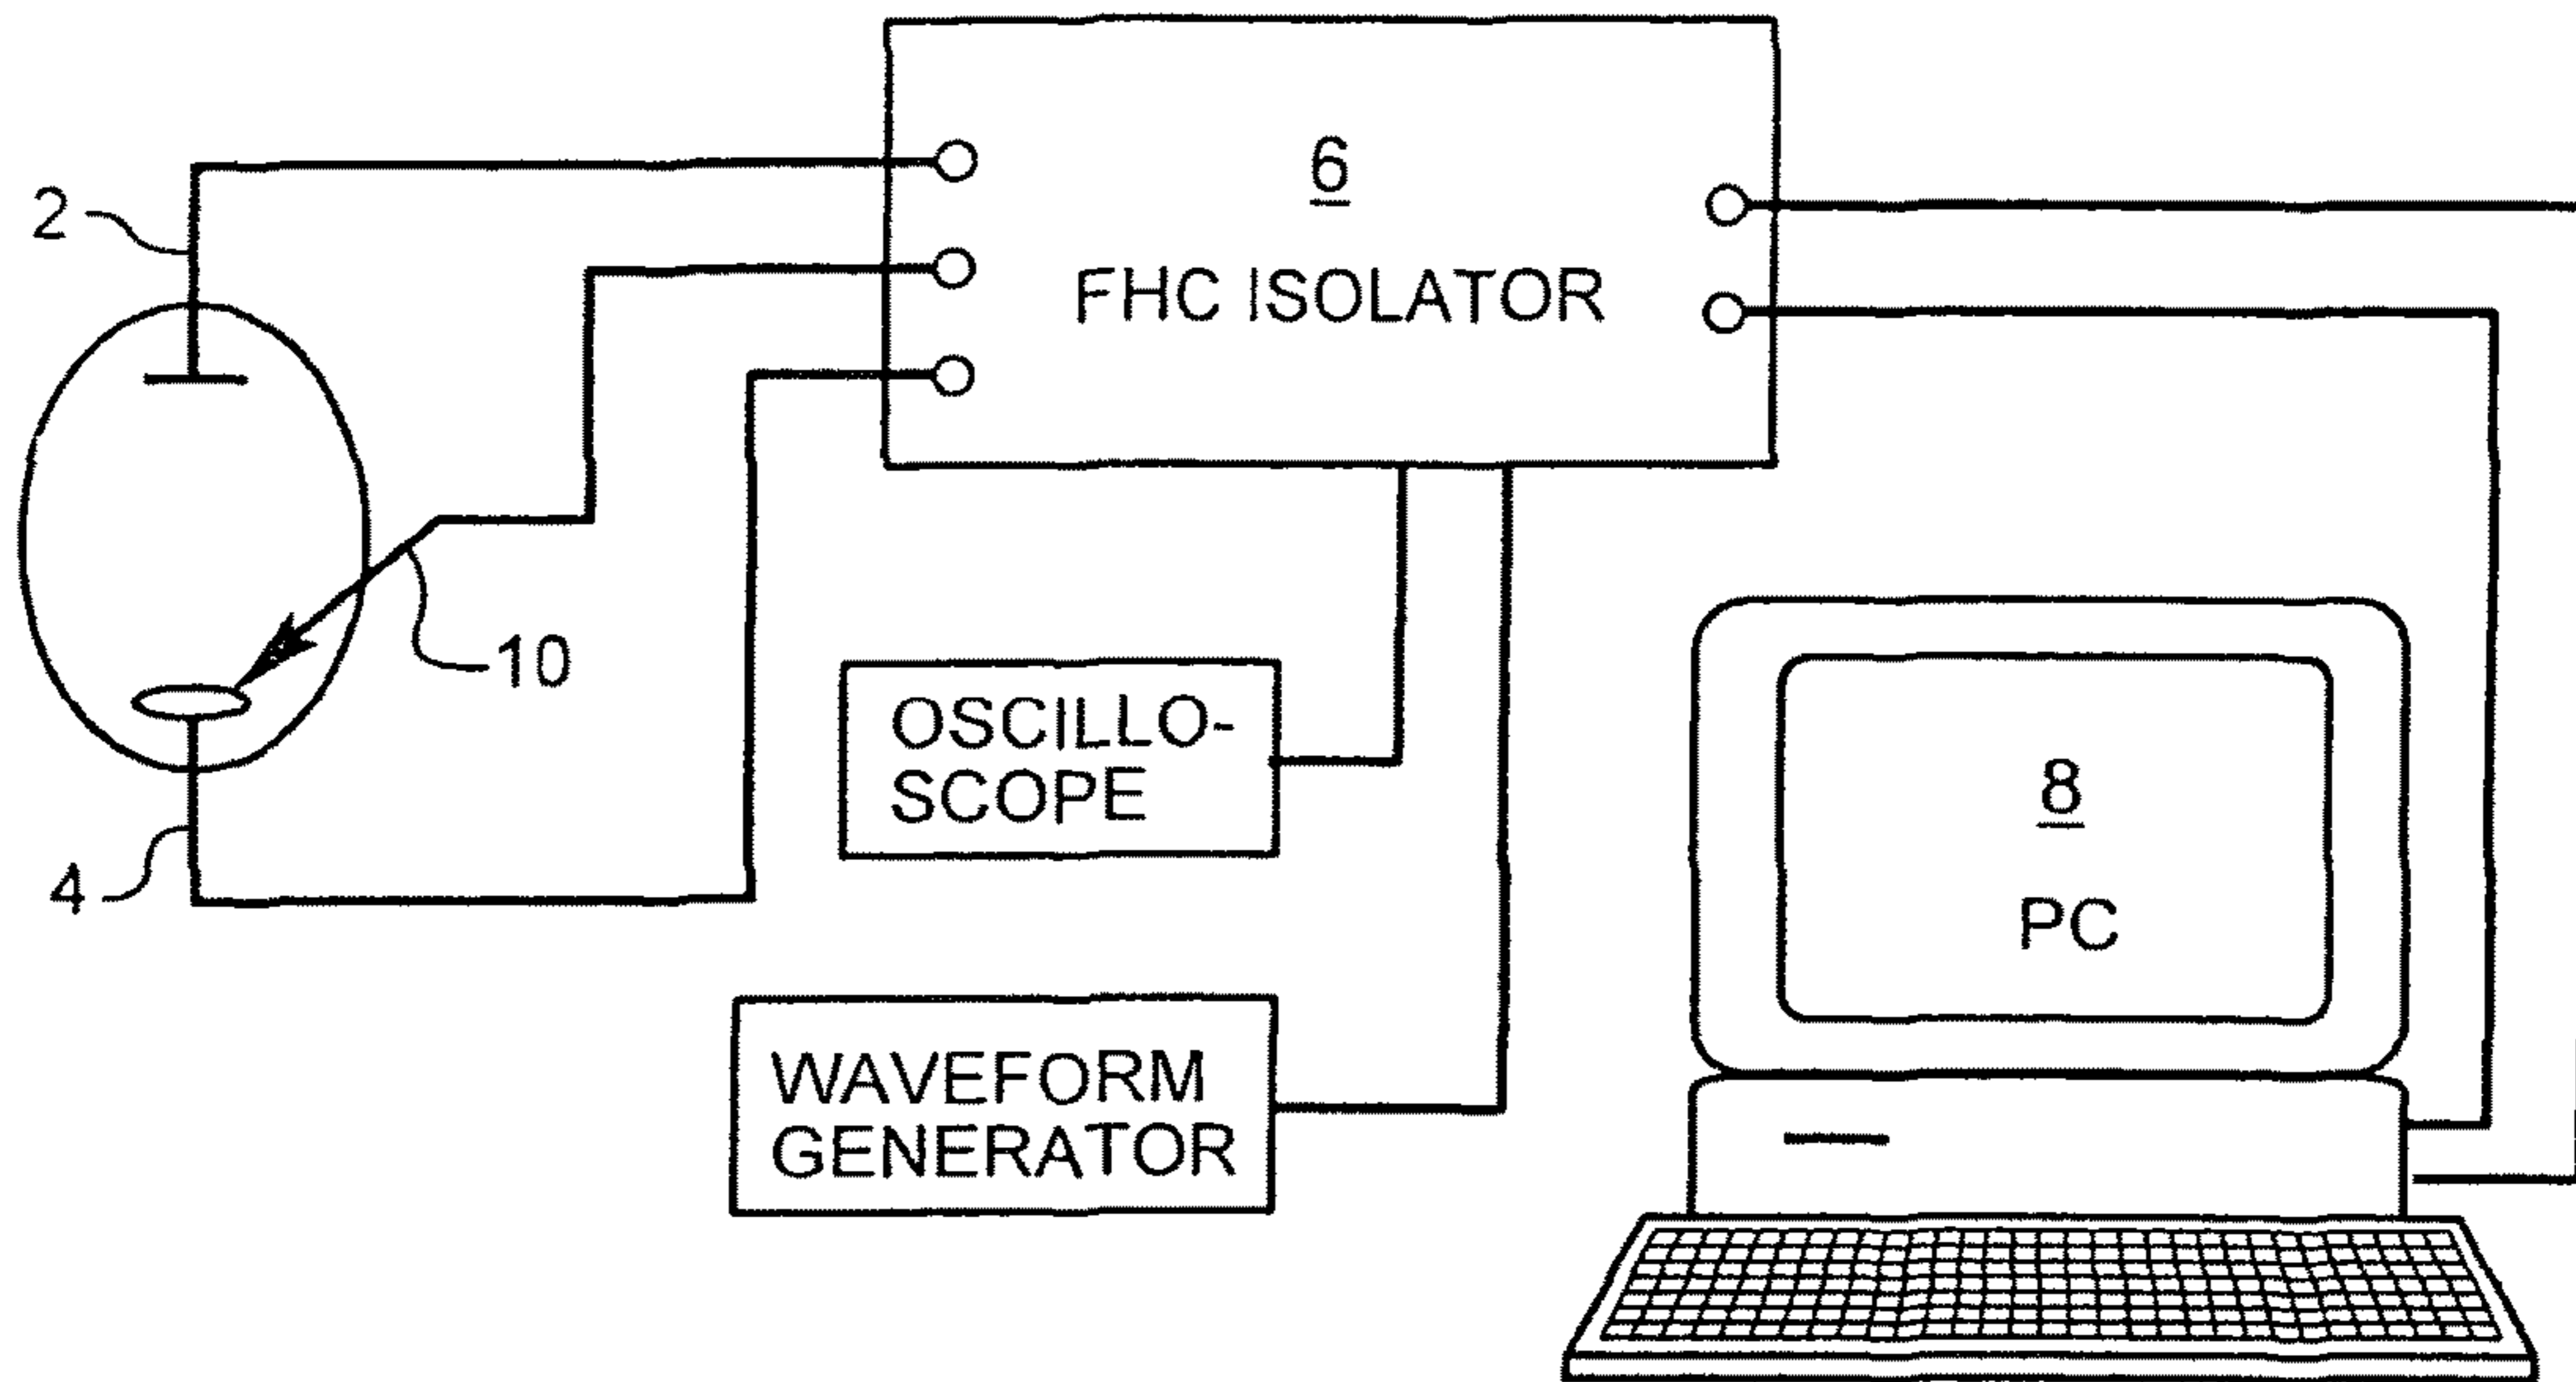 2
6
FHC ISOLATOR
10
OSCILLO-
SCOPE
8
PC
4
WAVEFORM
GENERATOR